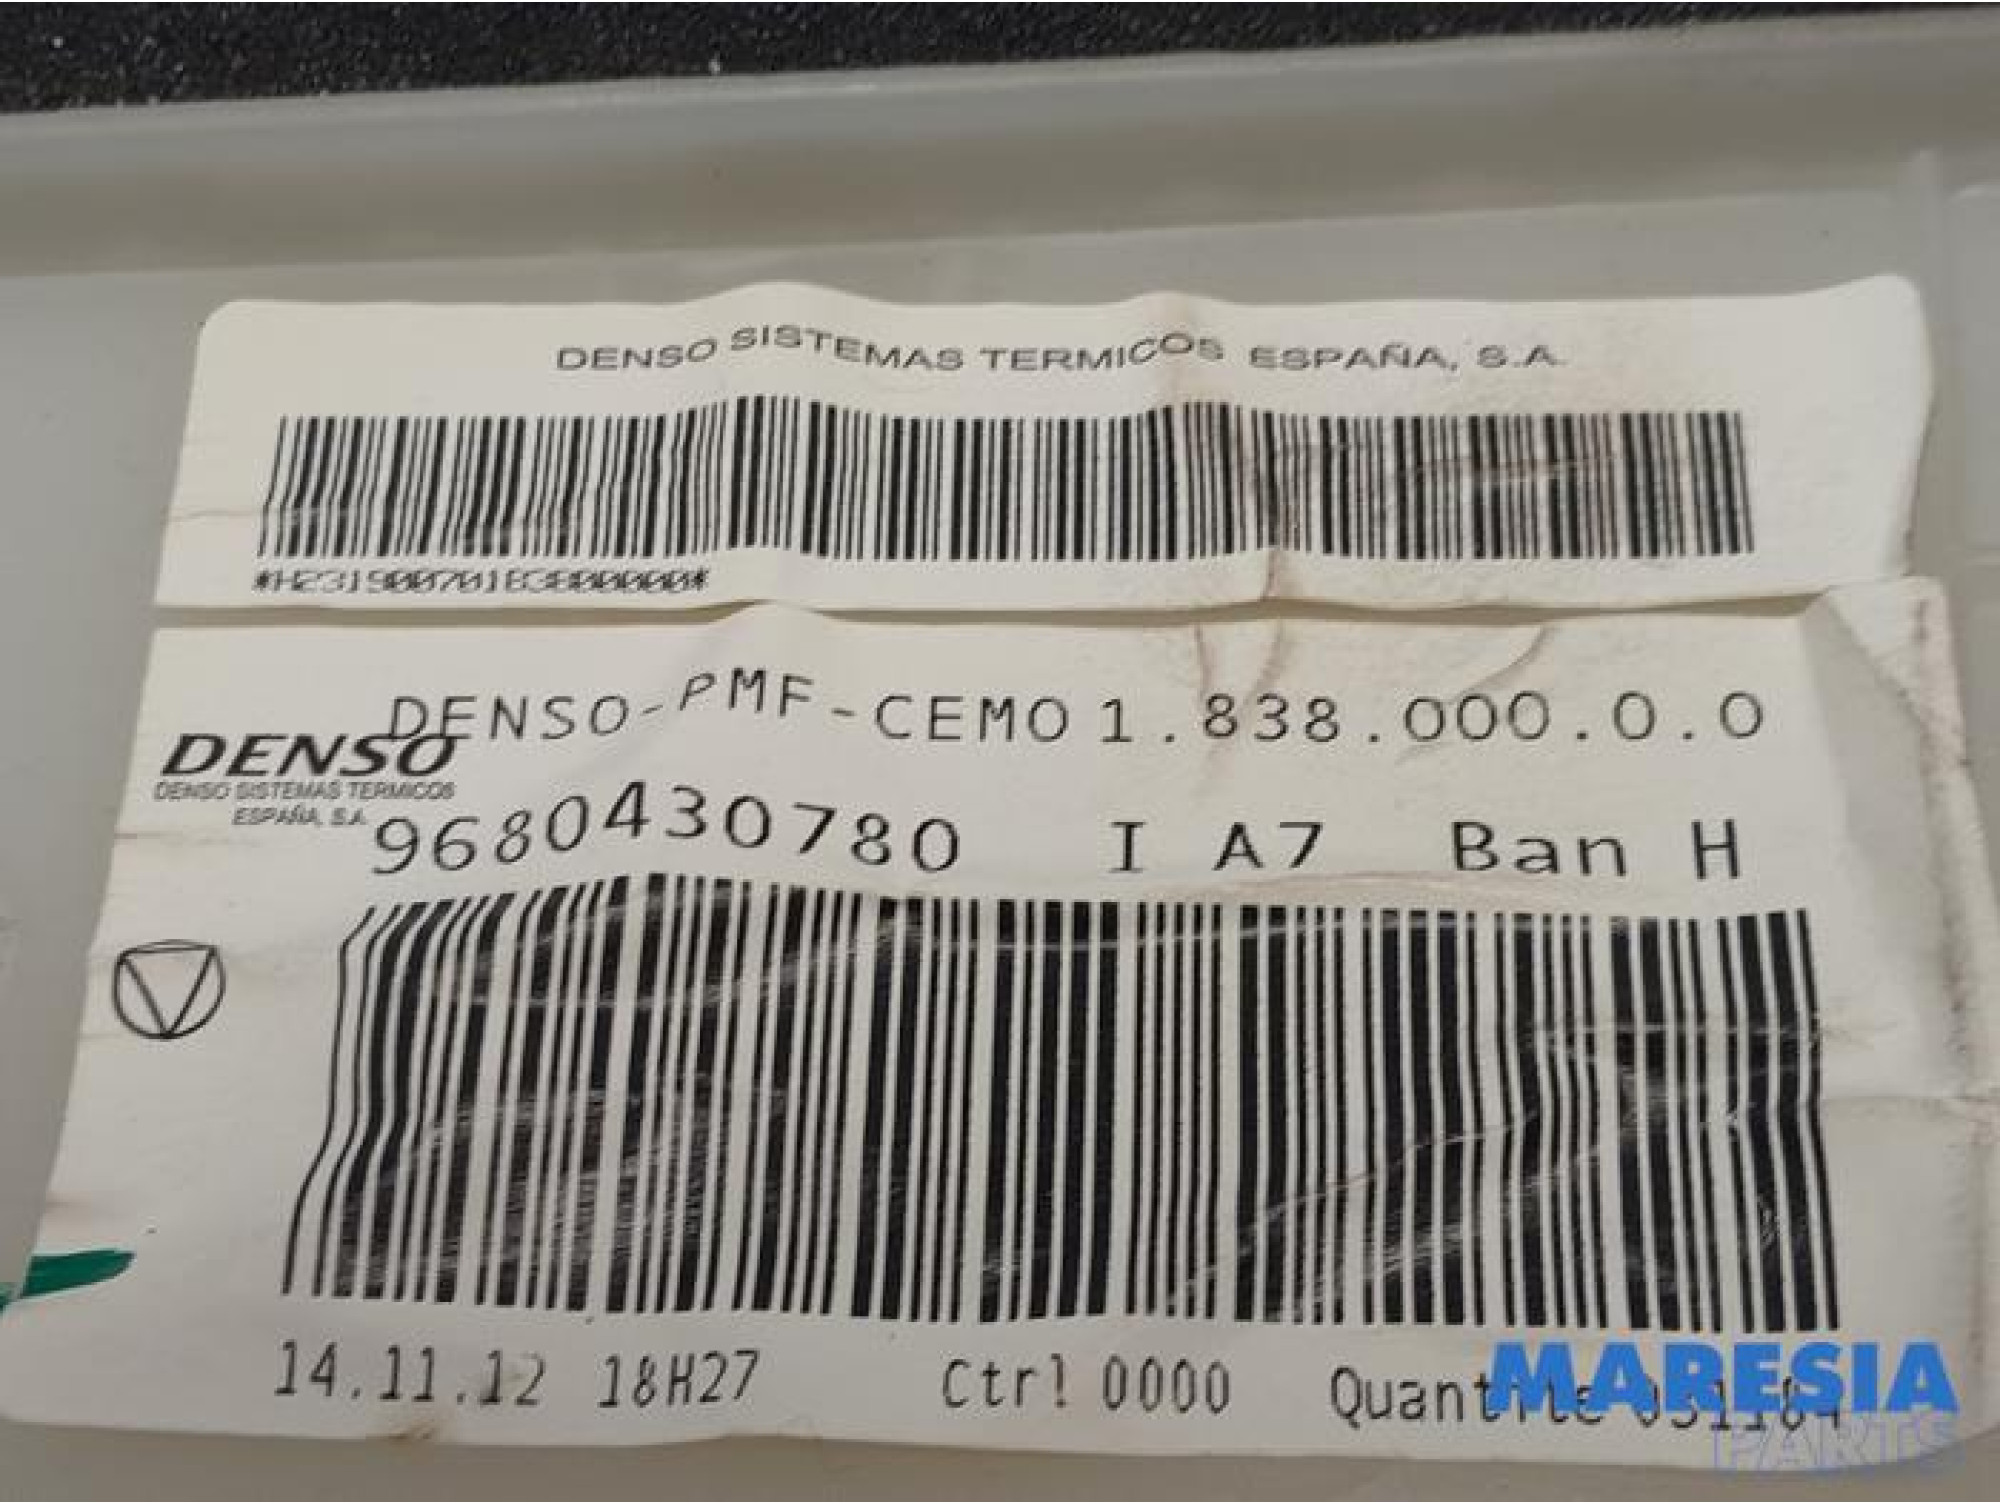 DENSO SISTEMAS TERMICOS ESPAÑA, S.A.
DENSO-PMF-CEMO 1.838.000.0.0
DENSO
DENSO SISTEMAS TERMICOS
ESPAÑA, S.A.
9680430780 I A7 Ban H
14.11.12 18H27 Ctrl 0000 Quantite
MARESIA
PARTS